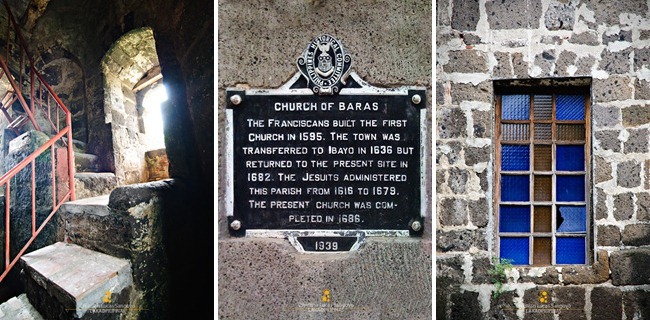 CHURCH OF BARAS
THE FRANCISCANS BUILT THE FIRST
CHURCH IN 1595. THE TOWN WAS
TRANSFERRED TO IBAYO IN 1636 BUT
RETURNED TO THE PRESENT SITE IN
1682. THE JESUITS ADMINISTERED
THIS PARISH FROM 1616 TO 1679.
THE PRESENT CHURCH WAS COM-
PLETED IN 1686.
1939